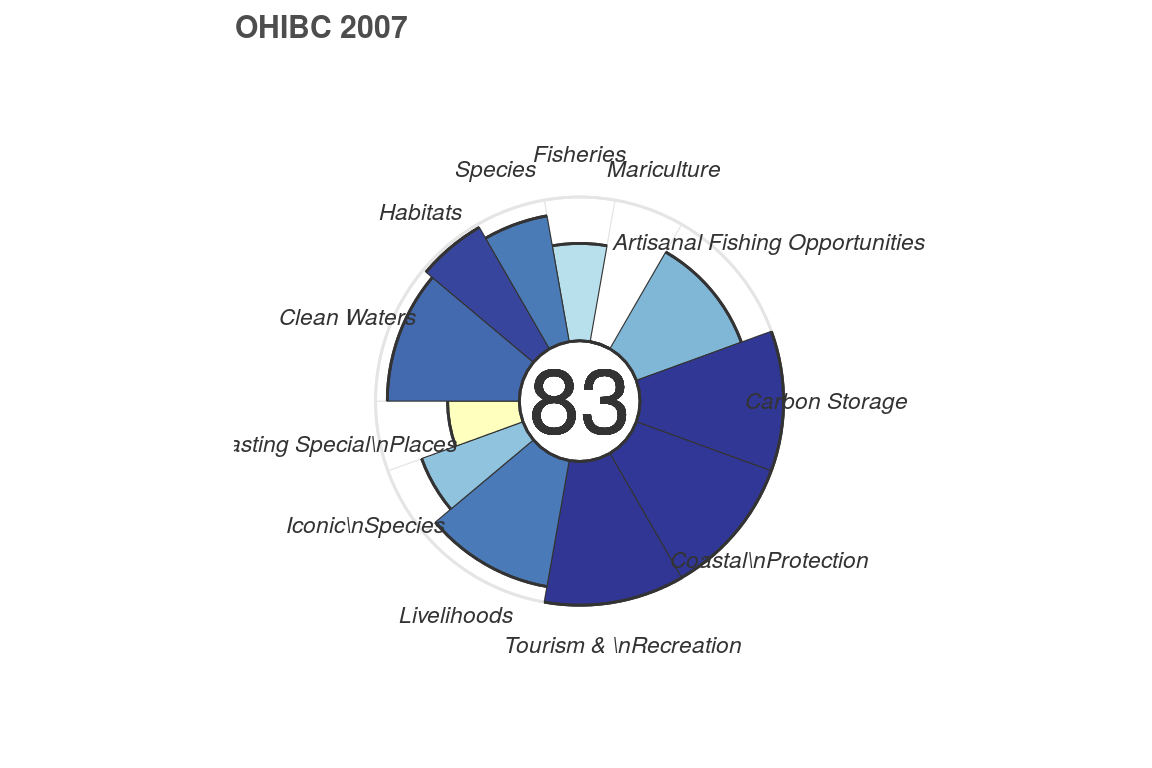 OHIBC 2007
Fisheries
Species
Mariculture
Habitats
Artisanal Fishing Opportunities
Clean Waters
83
Carbon Storage
asting Special\nPlaces
Iconic\nSpecies
Coastal\nProtection
Livelihoods
Tourism & \nRecreation